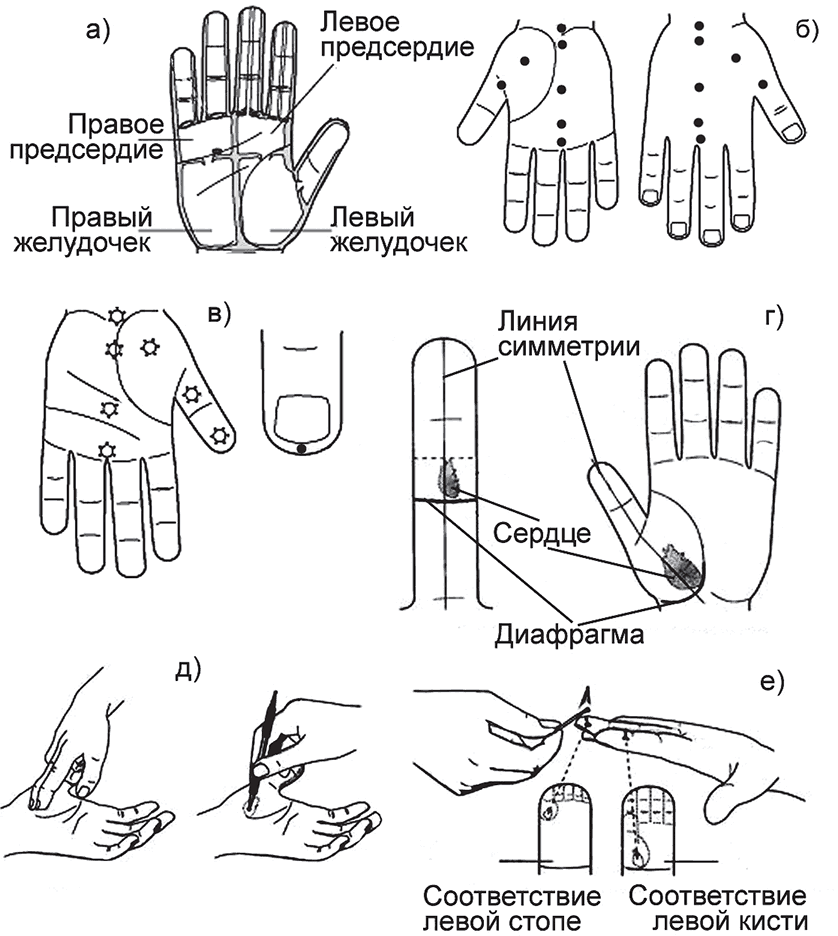 а)
Левое
предсердие
Правое
предсердие
Правый
желудочек
Левый
желудочек
б)
в)
г)
Линия
симметрии
Сердце
Диафрагма
д)
е)
Соответствие
левой стопе
Соответствие
левой кисти